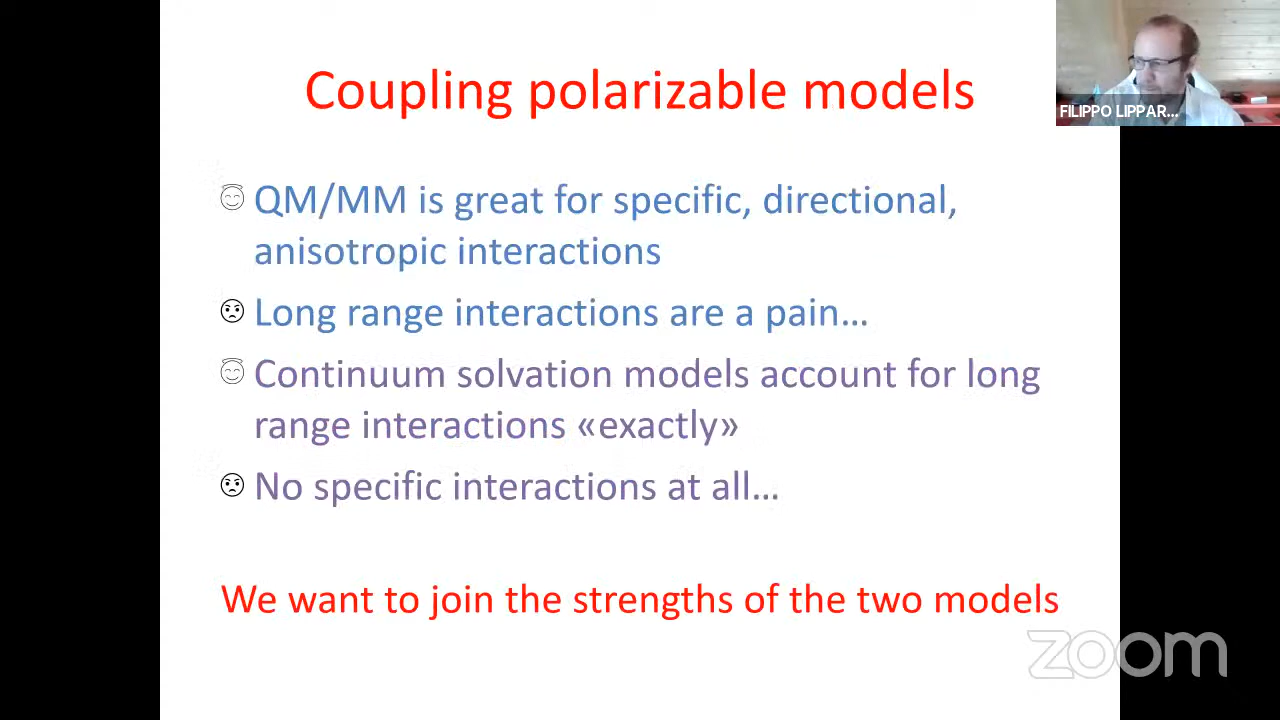 Coupling polarizable models
FILIPPO LIPPAR...
QM/MM is great for specific, directional,
anisotropic interactions
Long range interactions are a pain…
Continuum solvation models account for long
range interactions «exactly»
No specific interactions at all…
We want to join the strengths of the two models
zoom